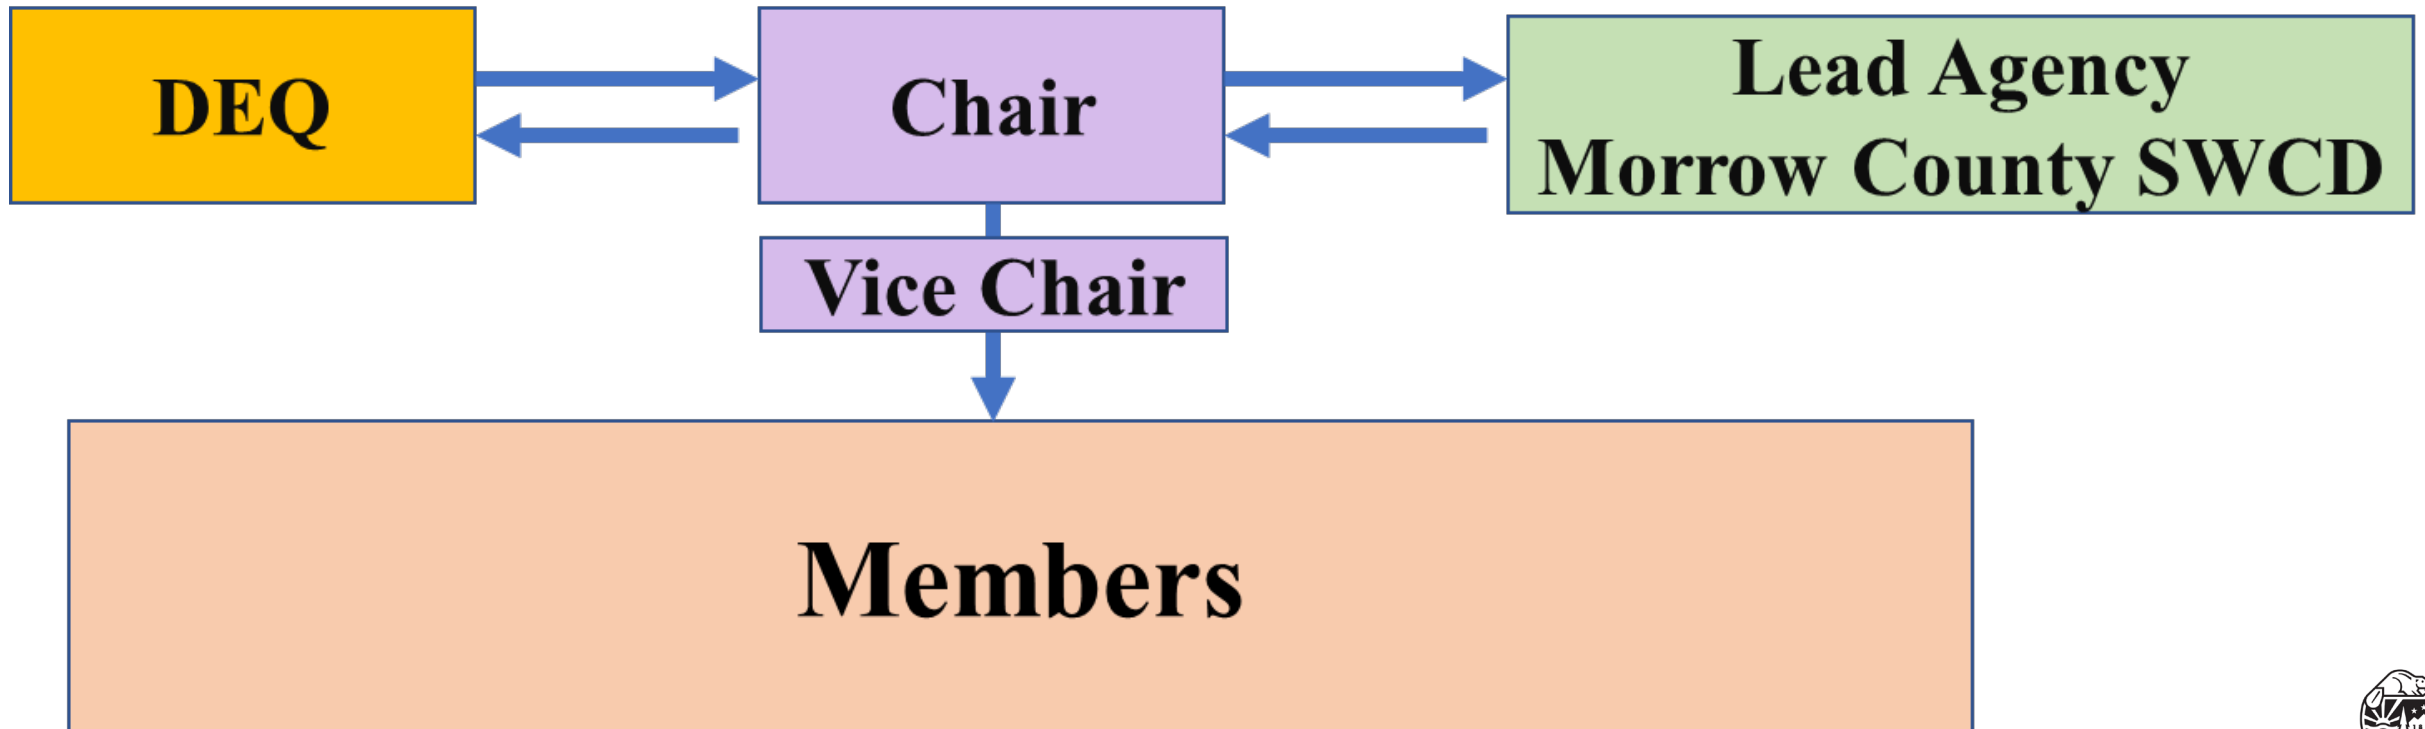 DEQ
Chair
Lead Agency
Morrow County SWCD
Vice Chair
Members